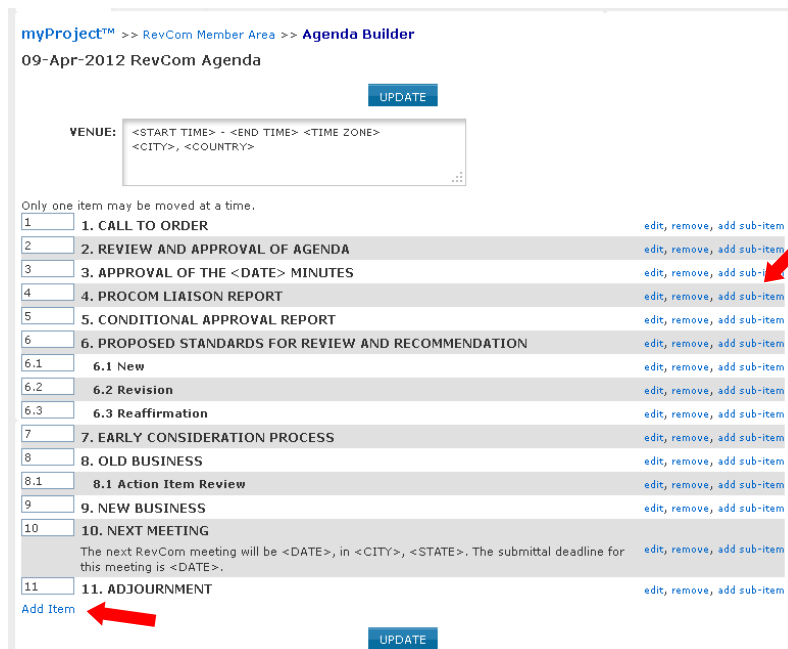 myProject™ >> RevCom Member Area >> Agenda Builder
09-Apr-2012 RevCom Agenda
UPDATE
VENUE: <START TIME> - <END TIME> <TIME ZONE>
<CITY>, <COUNTRY>
Only one item may be moved at a time.
1 1. CALL TO ORDER edit, remove, add sub-item
2 2. REVIEW AND APPROVAL OF AGENDA edit, remove, add sub-item
3 3. APPROVAL OF THE <DATE> MINUTES edit, remove, add
4 4. PROCOM LIAISON REPORT edit, remove, add sub-item
5 5. CONDITIONAL APPROVAL REPORT edit, remove, add sub-item
6 6. PROPOSED STANDARDS FOR REVIEW AND RECOMMENDATION edit, remove, add sub-item
6.1 6.1 New edit, remove, add sub-item
6.2 6.2 Revision edit, remove, add sub-item
6.3 6.3 Reaffirmation edit, remove, add sub-item
7 7. EARLY CONSIDERATION PROCESS edit, remove, add sub-item
8 8. OLD BUSINESS edit, remove, add sub-item
8.1 8.1 Action Item Review edit, remove, add sub-item
9 9. NEW BUSINESS edit, remove, add sub-item
10 10. NEXT MEETING
The next RevCom meeting will be <DATE>, in <CITY>, <STATE>. The submittal deadline for edit, remove, add sub-item
this meeting is <DATE>.
11 11. ADJOURNMENT edit, remove, add sub-item
Add Item
UPDATE